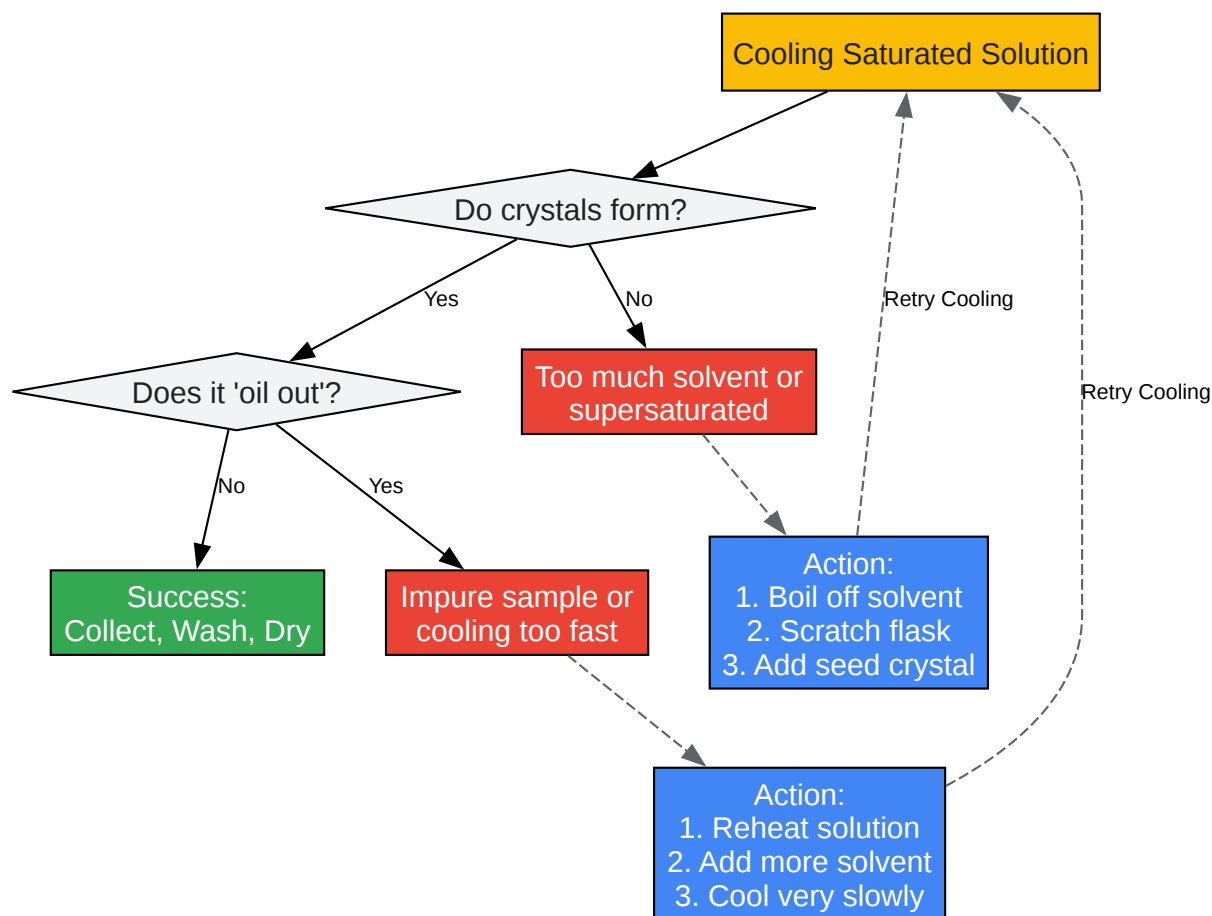 Cooling Saturated Solution
Do crystals form?
Yes
No
Retry Cooling
Does it 'oil out'?
Too much solvent or
supersaturated
Retry Cooling
No
Yes
Success:
Collect, Wash, Dry
Impure sample or
cooling too fast
Action:
1. Boil off solvent
2. Scratch flask
3. Add seed crystal
Action:
1. Reheat solution
2. Add more solvent
3. Cool very slowly